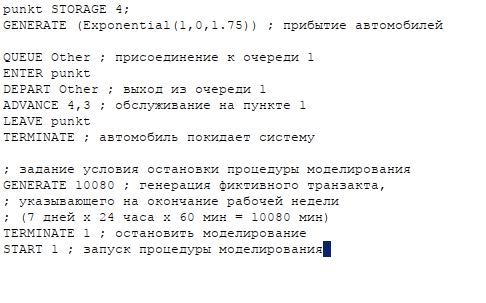 punkt STORAGE 4;
GENERATE (Exponential(1,0,1.75)) ; прибытие автомобилей
QUEUE Other ; присоединение к очереди 1
ENTER punkt
DEPART Other ; выход из очереди 1
ADVANCE 4,3 ; обслуживание на пункте 1
LEAVE punkt
TERMINATE ; автомобиль покидает систему
; задание условия остановки процедуры моделирования
GENERATE 10080 ; генерация фиктивного транзакта,
; указывающего на окончание рабочей недели
; (7 дней х 24 часа х 60 мин = 10080 мин)
TERMINATE 1 ; остановить моделирование
START 1 ; запуск процедуры моделирования